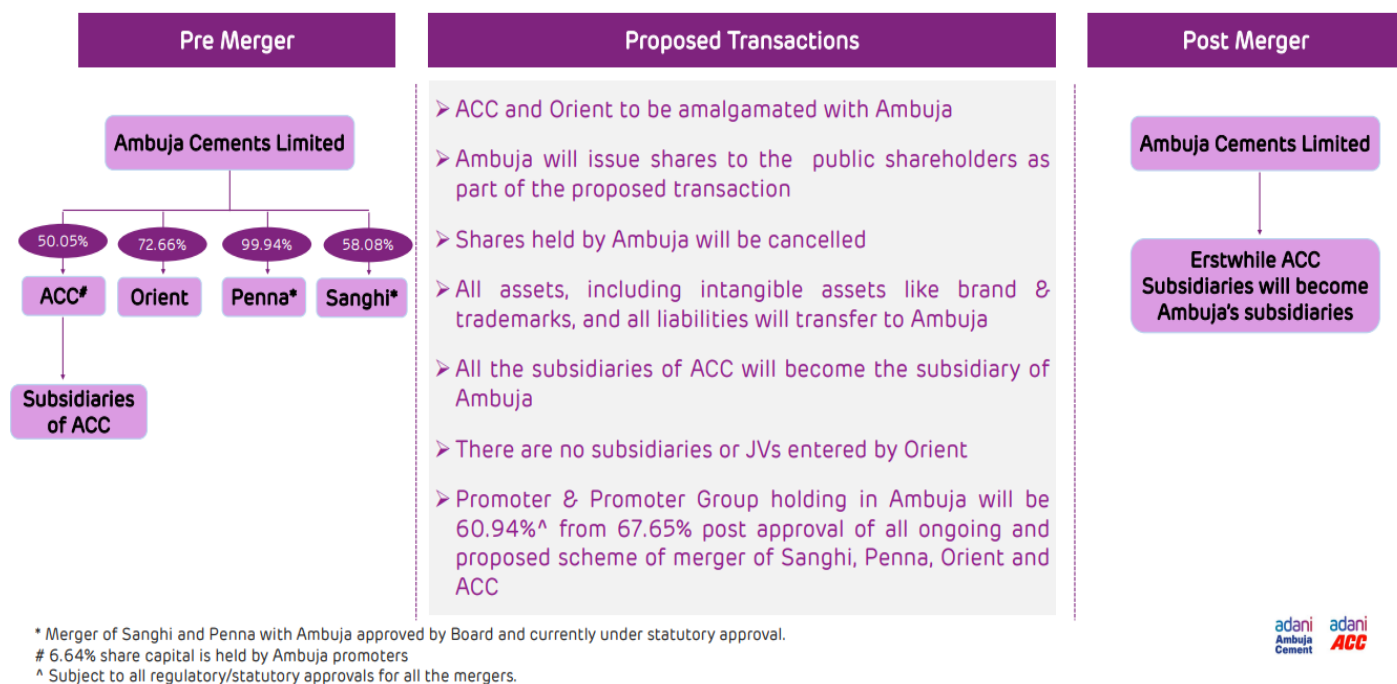 Pre Merger
Ambuja Cements Limited
50.05%
72.66%
99.94%
58.08%
ACC#
Orient
Penna*
Sanghi*
Subsidiaries
of ACC
Proposed Transactions
➢ ACC and Orient to be amalgamated with Ambuja
➢ Ambuja will issue shares to the public shareholders as
part of the proposed transaction
➢ Shares held by Ambuja will be cancelled
➢ All assets, including intangible assets like brand &
trademarks, and all liabilities will transfer to Ambuja
➢ All the subsidiaries of ACC will become the subsidiary of
Ambuja
➢ There are no subsidiaries or JVs entered by Orient
➢ Promoter & Promoter Group holding in Ambuja will be
60.94%^ from 67.65% post approval of all ongoing and
proposed scheme of merger of Sanghi, Penna, Orient and
ACC
Post Merger
Ambuja Cements Limited
Erstwhile ACC
Subsidiaries will become
Ambuja's subsidiaries
* Merger of Sanghi and Penna with Ambuja approved by Board and currently under statutory approval.
# 6.64% share capital is held by Ambuja promoters
^ Subject to all regulatory/statutory approvals for all the mergers.
adani
Ambuja
Cement
adani
ACC